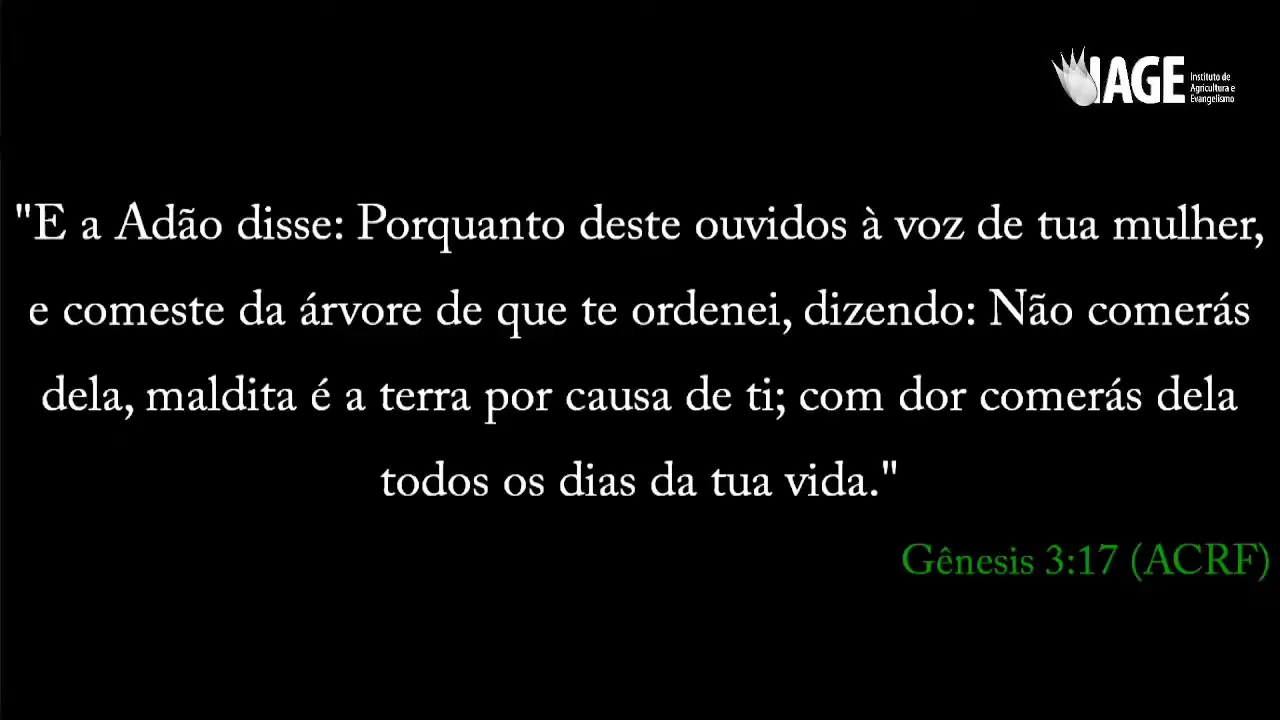 IAGE
Instituto de
Agricultura e
Evangelismo
"E a Adão disse: Porquanto deste ouvidos à voz de tua mulher,
e comeste da árvore de que te ordenei, dizendo: Não comerás
dela, maldita é a terra por causa de ti; com dor comerás dela
todos os dias da tua vida."
Gênesis 3:17 (ACRF)